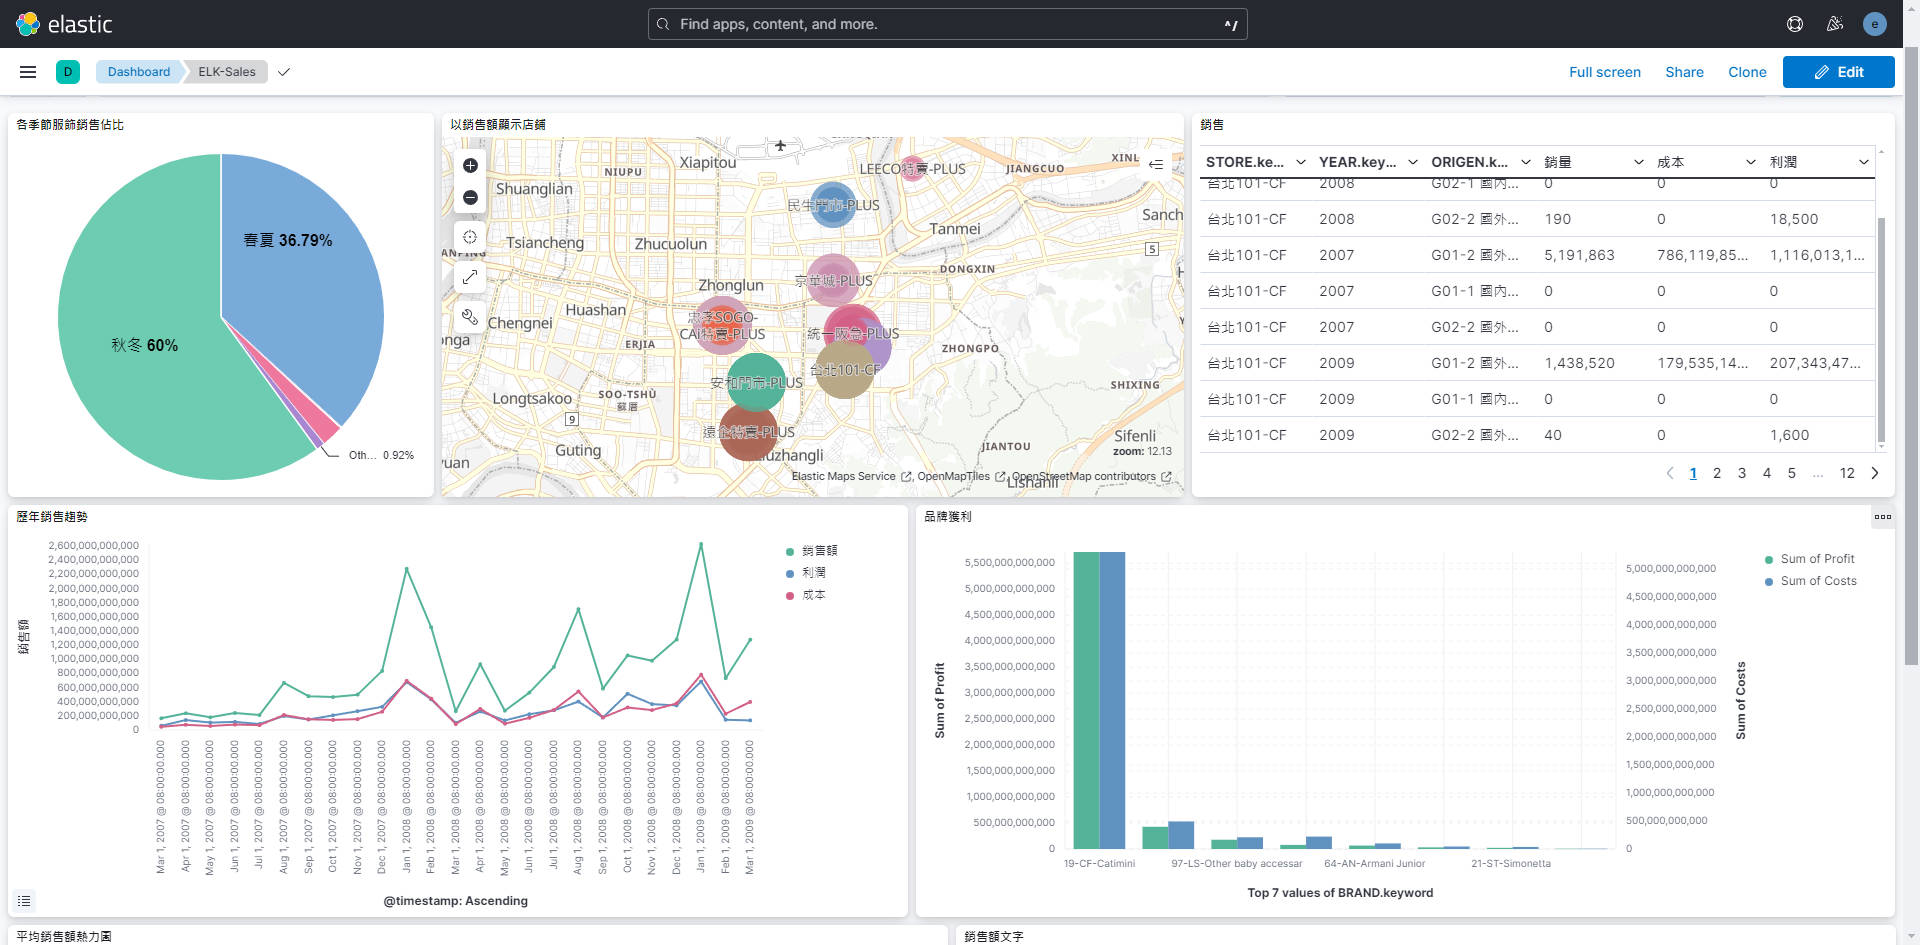 elastic
Find apps, content, and more.
^/
e
D
Dashboard
ELK-Sales
Full screen
Share
Clone
Edit
各季節服飾銷售佔比
春夏 36.79%
秋冬 60%
Oth... 0.92%
以銷售額顯示店鋪
Xiapitou
NIUPU
Shuanglian
LEECO特賣-PLUS
JIANGCUO
XINL
民生門市-PLUS
Sanch
Tanmei
Tsiancheng
Zhucuolun
5
DONGXIN
京華城-PLUS
Zhonglun
Huashan
忠孝SOGO-
CAi特賣-PLUS
Chengnei
ERJIA
統一阪急-PLUS
ZHONGPO
台北101-CF
安和門市-PLUS
SHIXING
Longtsakoo
SOO-TSHÙ
蘇厝
9
遠企特賣-PLUS
Sifenli
JIANTOU
Guting
zoom: 12.13
Elastic Maps Service
OpenMapTiles
OpenStreetMap contributors
銷售
STORE.ke... YEAR.key... ORIGEN.k... 銷量 成本 利潤
台北101-CF 2008 G02-1 國內... 0 0 0
台北101-CF 2008 G02-2 國外... 190 0 18,500
台北101-CF 2007 G01-2 國外... 5,191,863 786,119,85... 1,116,013,1...
台北101-CF 2007 G01-1 國內... 0 0 0
台北101-CF 2007 G02-2 國外... 0 0 0
台北101-CF 2009 G01-2 國外... 1,438,520 179,535,14... 207,343,47...
台北101-CF 2009 G01-1 國內... 0 0 0
台北101-CF 2009 G02-2 國外... 40 0 1,600
1 2 3 4 5 ... 12
歷年銷售趨勢
2,600,000,000,000
2,400,000,000,000
2,200,000,000,000
2,000,000,000,000
1,800,000,000,000
1,600,000,000,000
1,400,000,000,000
1,200,000,000,000
1,000,000,000,000
800,000,000,000
600,000,000,000
400,000,000,000
200,000,000,000
0
銷售額
銷售額
利潤
成本
Mar 1, 2007 @ 08:00:00.000
Apr 1, 2007 @ 08:00:00.000
May 1, 2007 @ 08:00:00.000
Jun 1, 2007 @ 08:00:00.000
Jul 1, 2007 @ 08:00:00.000
Aug 1, 2007 @ 08:00:00.000
Sep 1, 2007 @ 08:00:00.000
Oct 1, 2007 @ 08:00:00.000
Nov 1, 2007 @ 08:00:00.000
Dec 1, 2007 @ 08:00:00.000
Jan 1, 2008 @ 08:00:00.000
Feb 1, 2008 @ 08:00:00.000
Mar 1, 2008 @ 08:00:00.000
Apr 1, 2008 @ 08:00:00.000
May 1, 2008 @ 08:00:00.000
Jun 1, 2008 @ 08:00:00.000
Jul 1, 2008 @ 08:00:00.000
Aug 1, 2008 @ 08:00:00.000
Sep 1, 2008 @ 08:00:00.000
Oct 1, 2008 @ 08:00:00.000
Nov 1, 2008 @ 08:00:00.000
Dec 1, 2008 @ 08:00:00.000
Jan 1, 2009 @ 08:00:00.000
Feb 1, 2009 @ 08:00:00.000
Mar 1, 2009 @ 08:00:00.000
@timestamp: Ascending
品牌獲利
5,500,000,000,000
5,000,000,000,000
4,500,000,000,000
4,000,000,000,000
3,500,000,000,000
3,000,000,000,000
2,500,000,000,000
2,000,000,000,000
1,500,000,000,000
1,000,000,000,000
500,000,000,000
0
Sum of Profit
5,000,000,000,000
4,500,000,000,000
4,000,000,000,000
3,500,000,000,000
3,000,000,000,000
2,500,000,000,000
2,000,000,000,000
1,500,000,000,000
1,000,000,000,000
500,000,000,000
0
Sum of Costs
Sum of Profit
Sum of Costs
19-CF-Catimini
97-LS-Other baby accessar
64-AN-Armani Junior
21-ST-Simonetta
Top 7 values of BRAND.keyword
平均銷售額熱力圖
銷售額文字